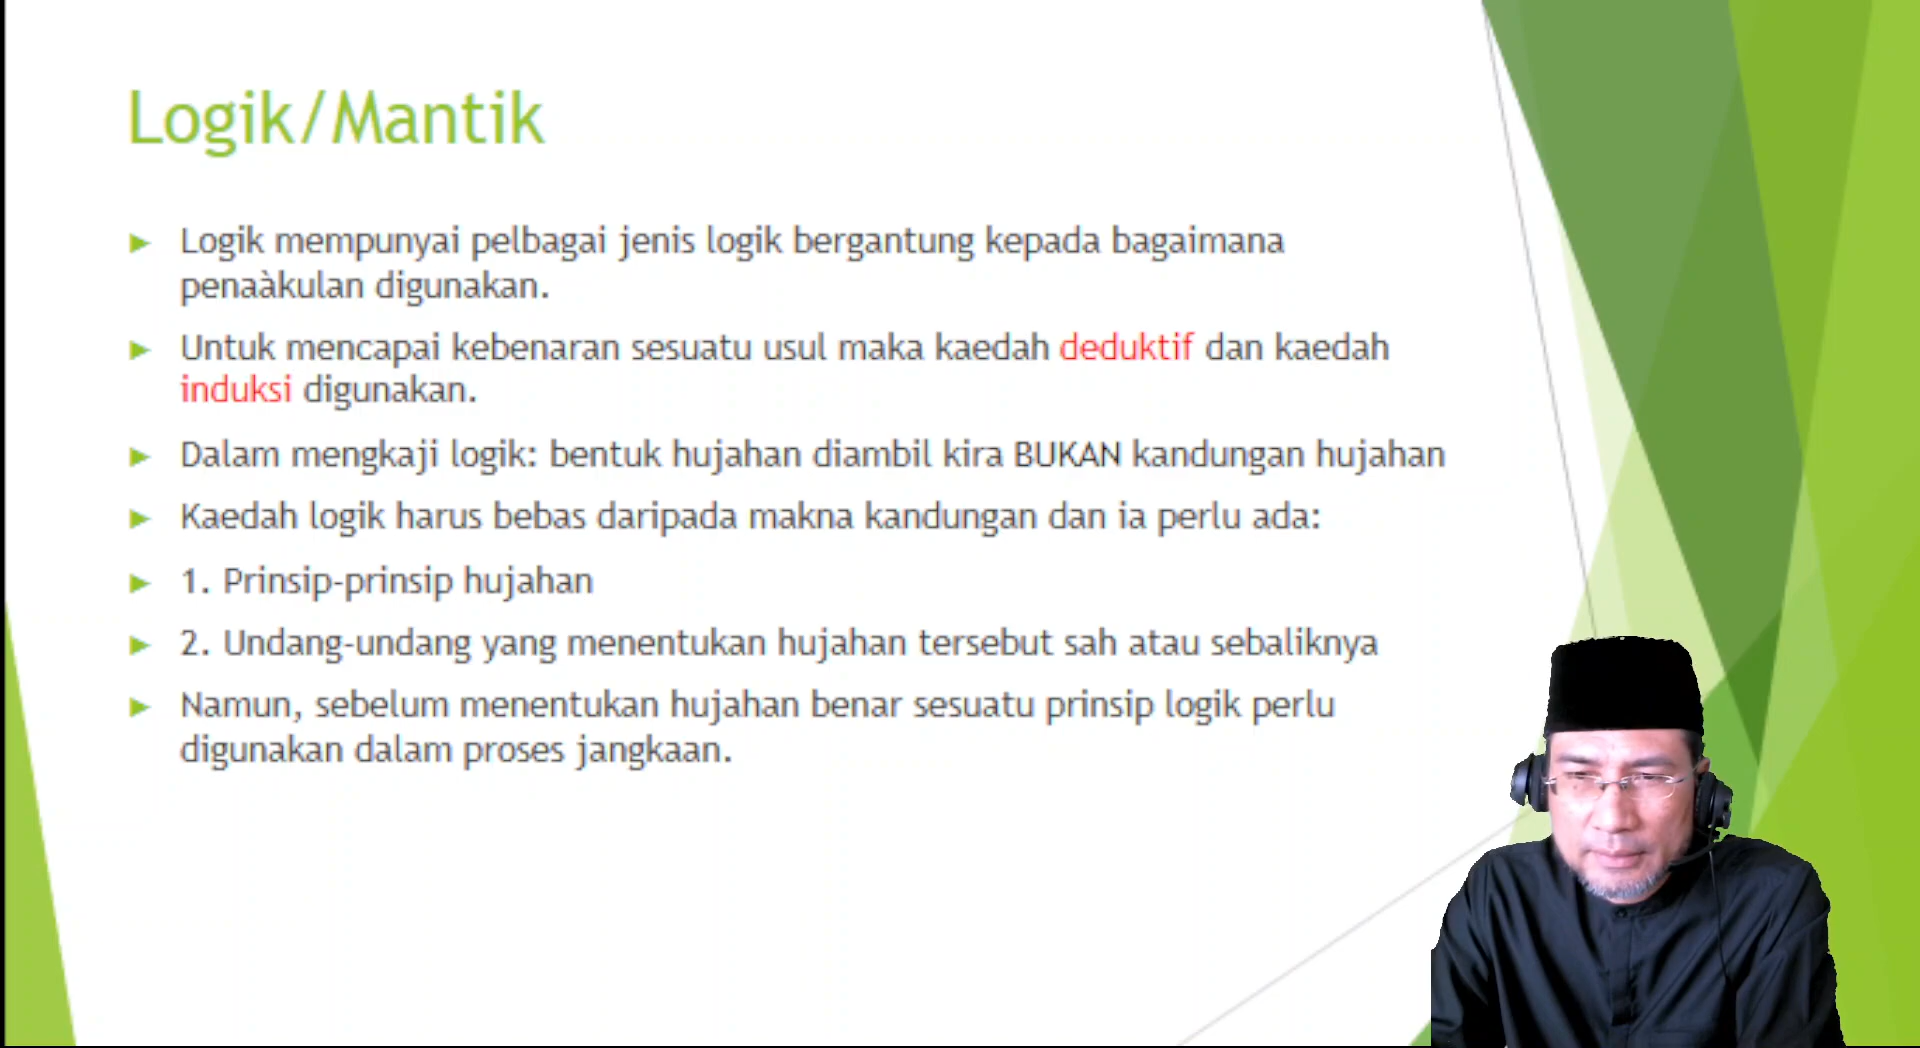 Logik/Mantik
Logik mempunyai pelbagai jenis logik bergantung kepada bagaimana
penaàkulan digunakan.
Untuk mencapai kebenaran sesuatu usul maka kaedah deduktif dan kaedah
induksi digunakan.
Dalam mengkaji logik: bentuk hujahan diambil kira BUKAN kandungan hujahan
Kaedah logik harus bebas daripada makna kandungan dan ia perlu ada:
1. Prinsip-prinsip hujahan
2. Undang-undang yang menentukan hujahan tersebut sah atau sebaliknya
Namun, sebelum menentukan hujahan benar sesuatu prinsip logik perlu
digunakan dalam proses jangkaan.